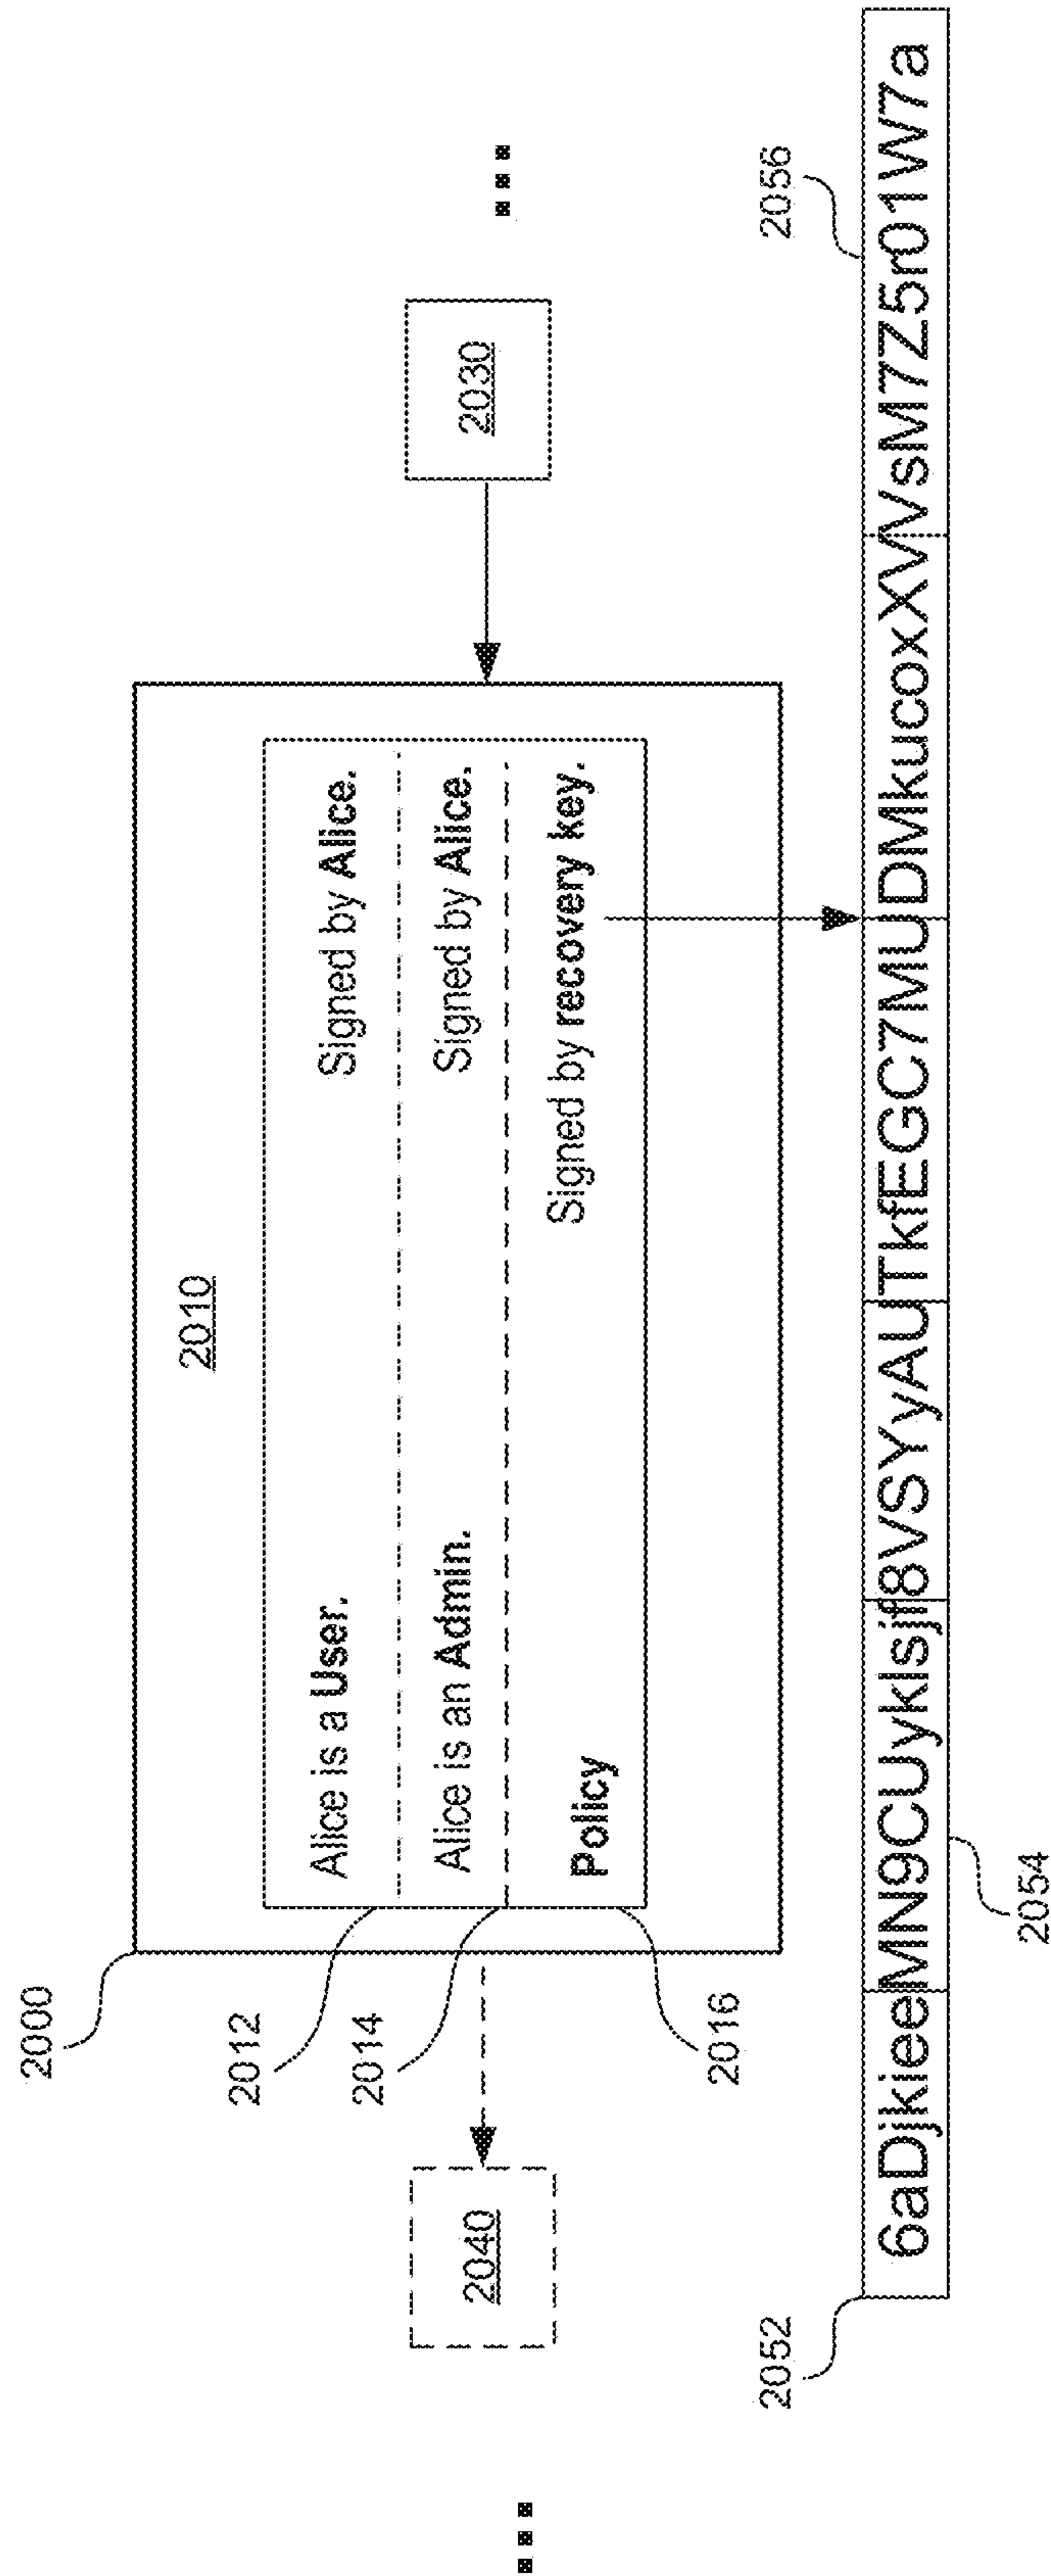 2000
2010
2012
Alice is a User. Signed by Alice.
2014
Alice is an Admin. Signed by Alice.
2016
Policy Signed by recovery key.
2040
2030
2052
2056
6aDjkieeMN9CUyklsjf8VSYyAUTkfEGC7MUDMkucoxXVVsM7Z5r01W7a
2054